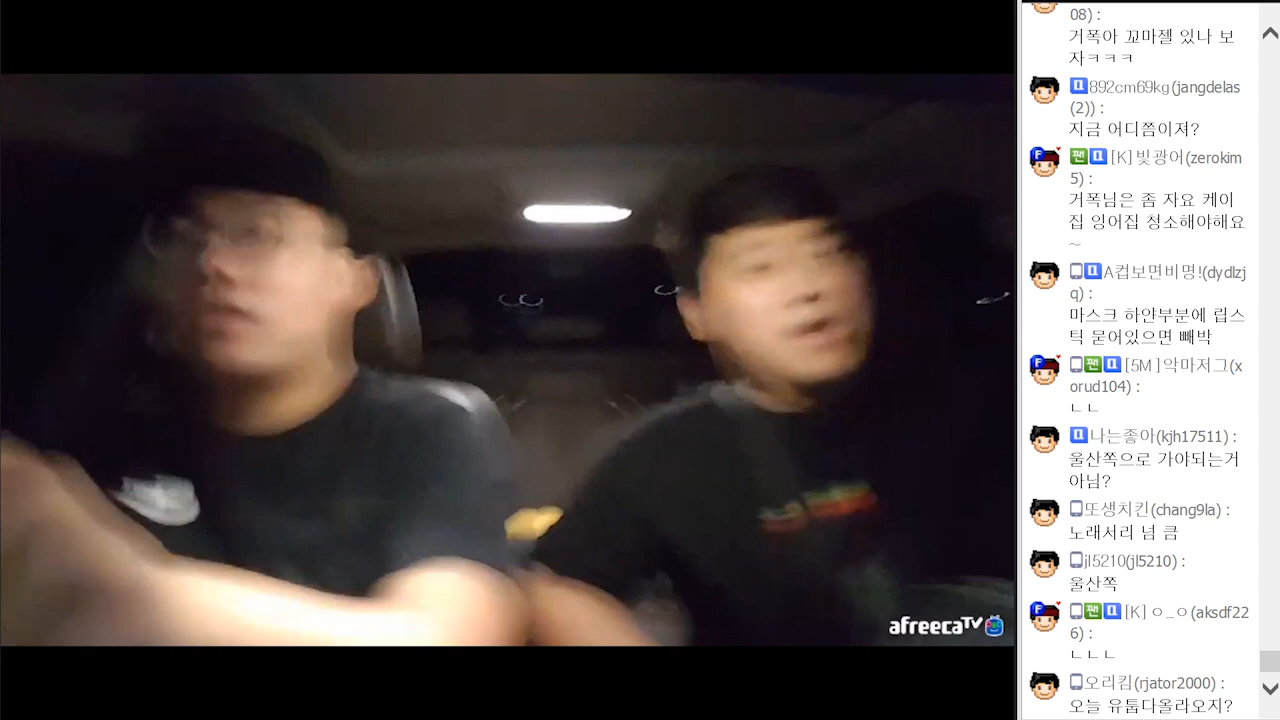 08) :
거폭아 꼬마젤 있나 보
자ㅋㅋㅋ
892cm69kg(jangdelas
(2)) :
지금 어디쯤이져?
팬 [K]빛광어(zerokim
5) :
거폭님은 좀 자요 케이
집 잉어집 청소해야해요
~
A컵보면비명!(dydlzj
q) :
마스크 하얀부분에 립스
틱 묻어있으면 빼박
팬 [5M]악마저그(x
orud104) :
ㄴㄴ
나는좋아(kjh17511) :
울산쪽으로 가야되는거
아님?
또생치킨(chang9la) :
노래서리 넘 큼
jl5210(jl5210) :
울산쪽
팬 [K]ㅇ_ㅇ(aksdf22
6) :
ㄴㄴㄴ
오리킴(rjator2000) :
오늘 유툽다올라오지?
afreecaTV